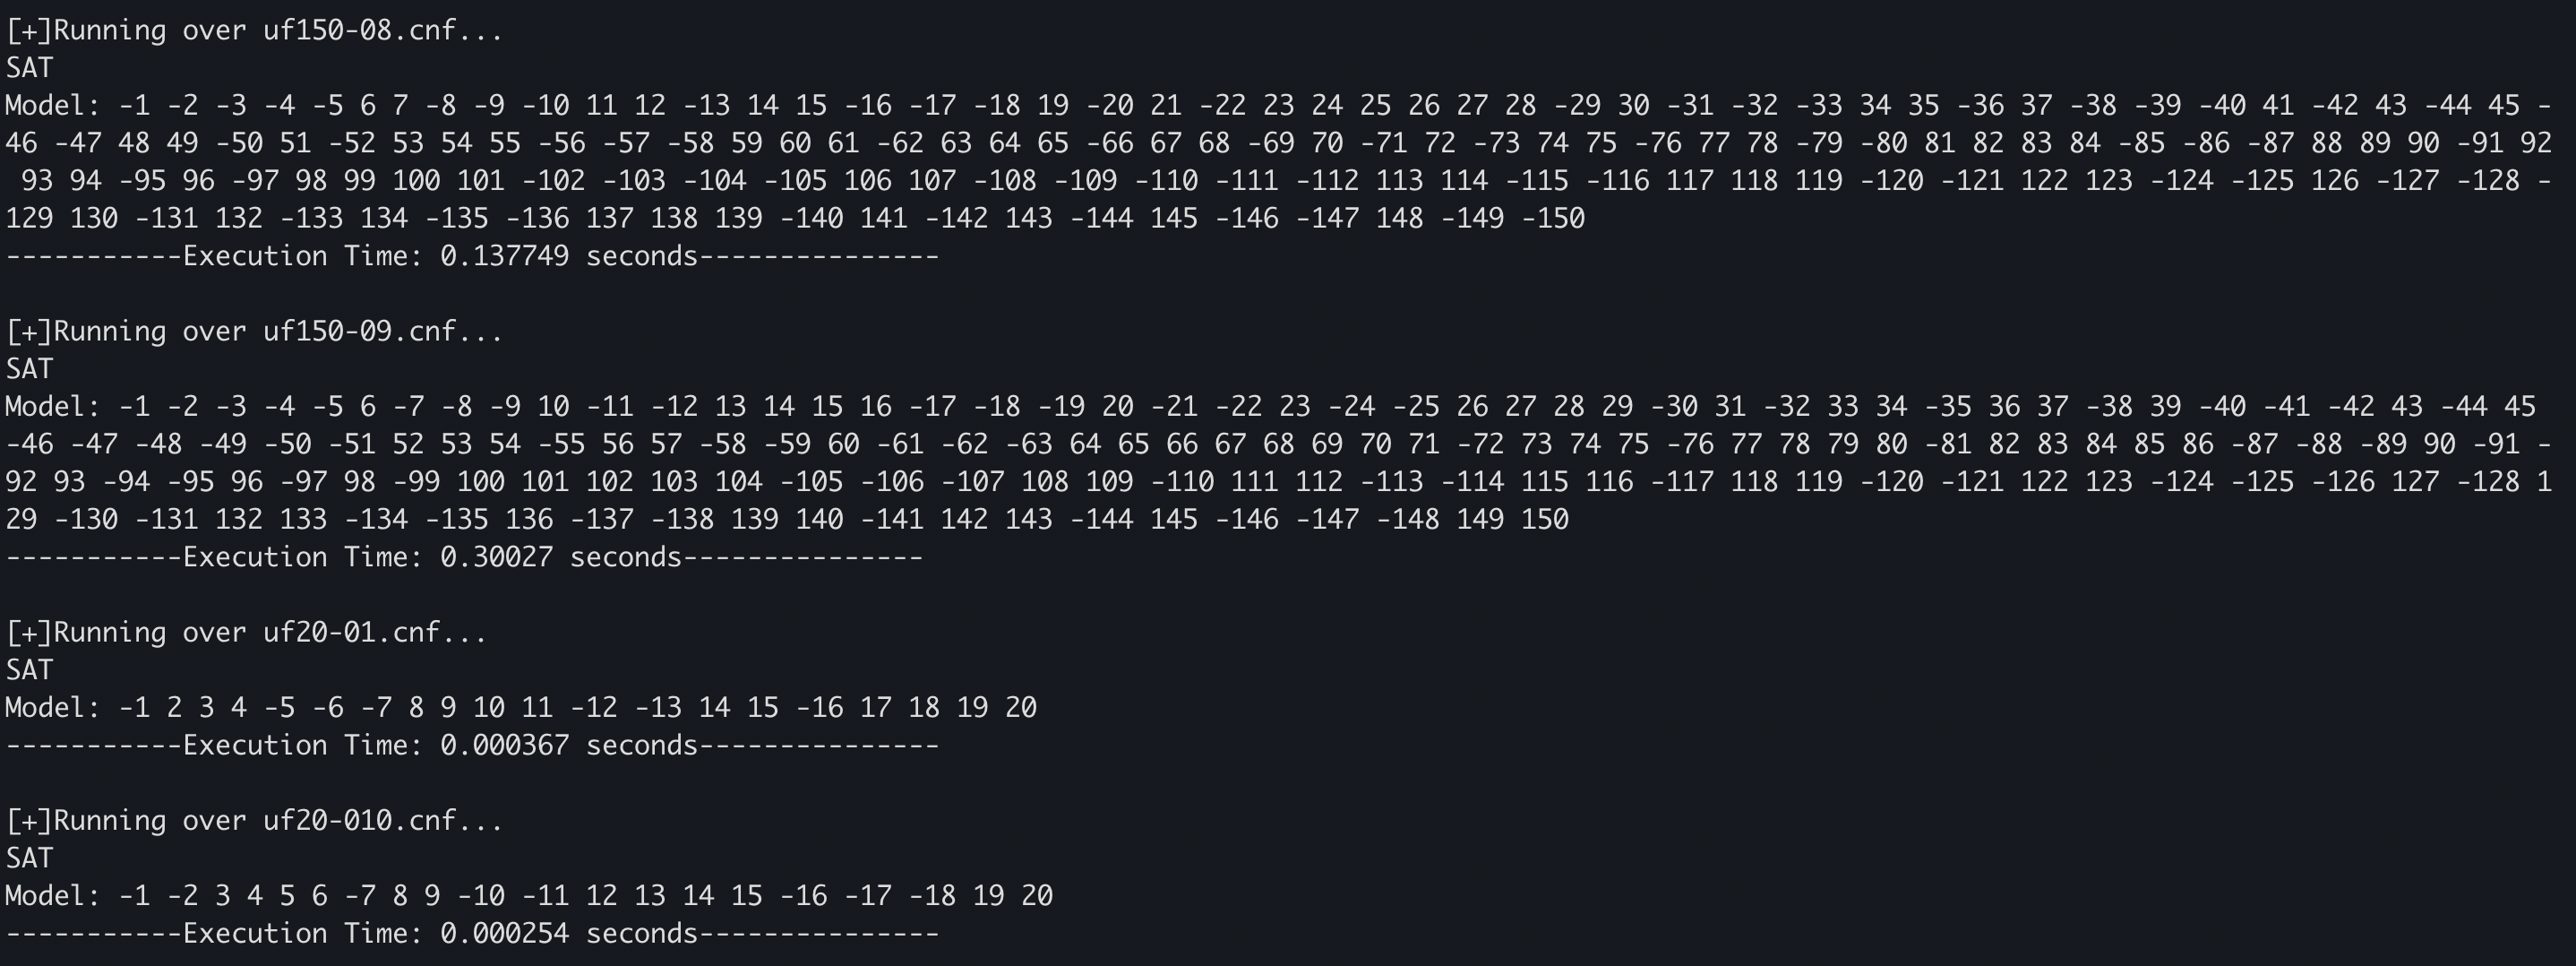 [+]Running over uf150-08.cnf...
SAT
Model: -1 -2 -3 -4 -5 6 7 -8 -9 -10 11 12 -13 14 15 -16 -17 -18 19 -20 21 -22 23 24 25 26 27 28 -29 30 -31 -32 -33 34 35 -36 37 -38 -39 -40 41 -42 43 -44 45 -
46 -47 48 49 -50 51 -52 53 54 55 -56 -57 -58 59 60 61 -62 63 64 65 -66 67 68 -69 70 -71 72 -73 74 75 -76 77 78 -79 -80 81 82 83 84 -85 -86 -87 88 89 90 -91 92
 93 94 -95 96 -97 98 99 100 101 -102 -103 -104 -105 106 107 -108 -109 -110 -111 -112 113 114 -115 -116 117 118 119 -120 -121 122 123 -124 -125 126 -127 -128 -
129 130 -131 132 -133 134 -135 -136 137 138 139 -140 141 -142 143 -144 145 -146 -147 148 -149 -150
-----------Execution Time: 0.137749 seconds---------------
[+]Running over uf150-09.cnf...
SAT
Model: -1 -2 -3 -4 -5 6 -7 -8 -9 10 -11 -12 13 14 15 16 -17 -18 -19 20 -21 -22 23 -24 -25 26 27 28 29 -30 31 -32 33 34 -35 36 37 -38 39 -40 -41 -42 43 -44 45
-46 -47 -48 -49 -50 -51 52 53 54 -55 56 57 -58 -59 60 -61 -62 -63 64 65 66 67 68 69 70 71 -72 73 74 75 -76 77 78 79 80 -81 82 83 84 85 86 -87 -88 -89 90 -91 -
92 93 -94 -95 96 -97 98 -99 100 101 102 103 104 -105 -106 -107 108 109 -110 111 112 -113 -114 115 116 -117 118 119 -120 -121 122 123 -124 -125 -126 127 -128 1
29 -130 -131 132 133 -134 -135 136 -137 -138 139 140 -141 142 143 -144 145 -146 -147 -148 149 150
-----------Execution Time: 0.30027 seconds---------------
[+]Running over uf20-01.cnf...
SAT
Model: -1 2 3 4 -5 -6 -7 8 9 10 11 -12 -13 14 15 -16 17 18 19 20
-----------Execution Time: 0.000367 seconds---------------
[+]Running over uf20-010.cnf...
SAT
Model: -1 -2 3 4 5 6 -7 8 9 -10 -11 12 13 14 15 -16 -17 -18 19 20
-----------Execution Time: 0.000254 seconds---------------